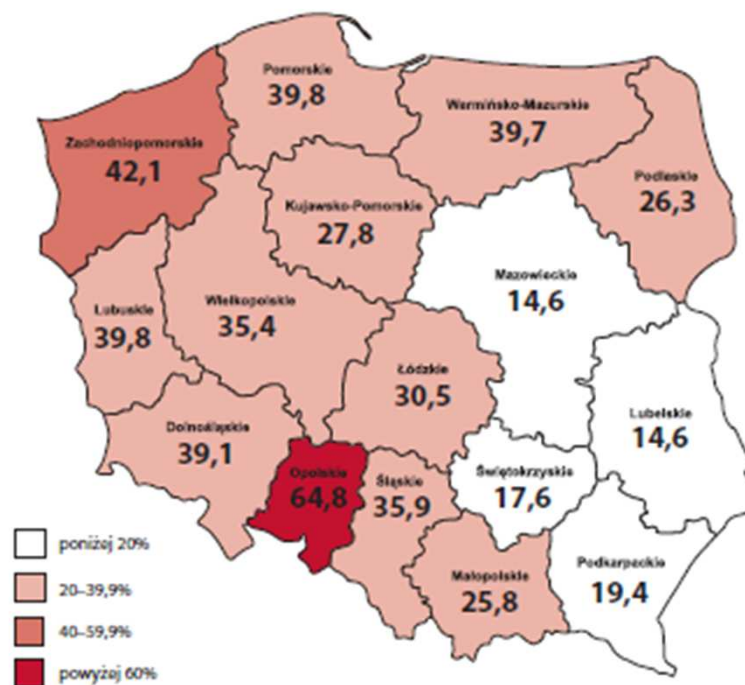 Pomorskie
39,8
Warmińsko-Mazurskie
39,7
Zachodniopomorskie
42,1
Podlaskie
26,3
Kujawsko-Pomorskie
27,8
Mazowieckie
14,6
Lubuskie
39,8
Wielkopolskie
35,4
Łódzkie
30,5
Lubelskie
14,6
Dolnośląskie
39,1
Opolskie
64,8
Śląskie
35,9
Świętokrzyskie
17,6
Podkarpackie
19,4
Małopolskie
25,8
poniżej 20%
20–39,9%
40–59,9%
powyżej 60%